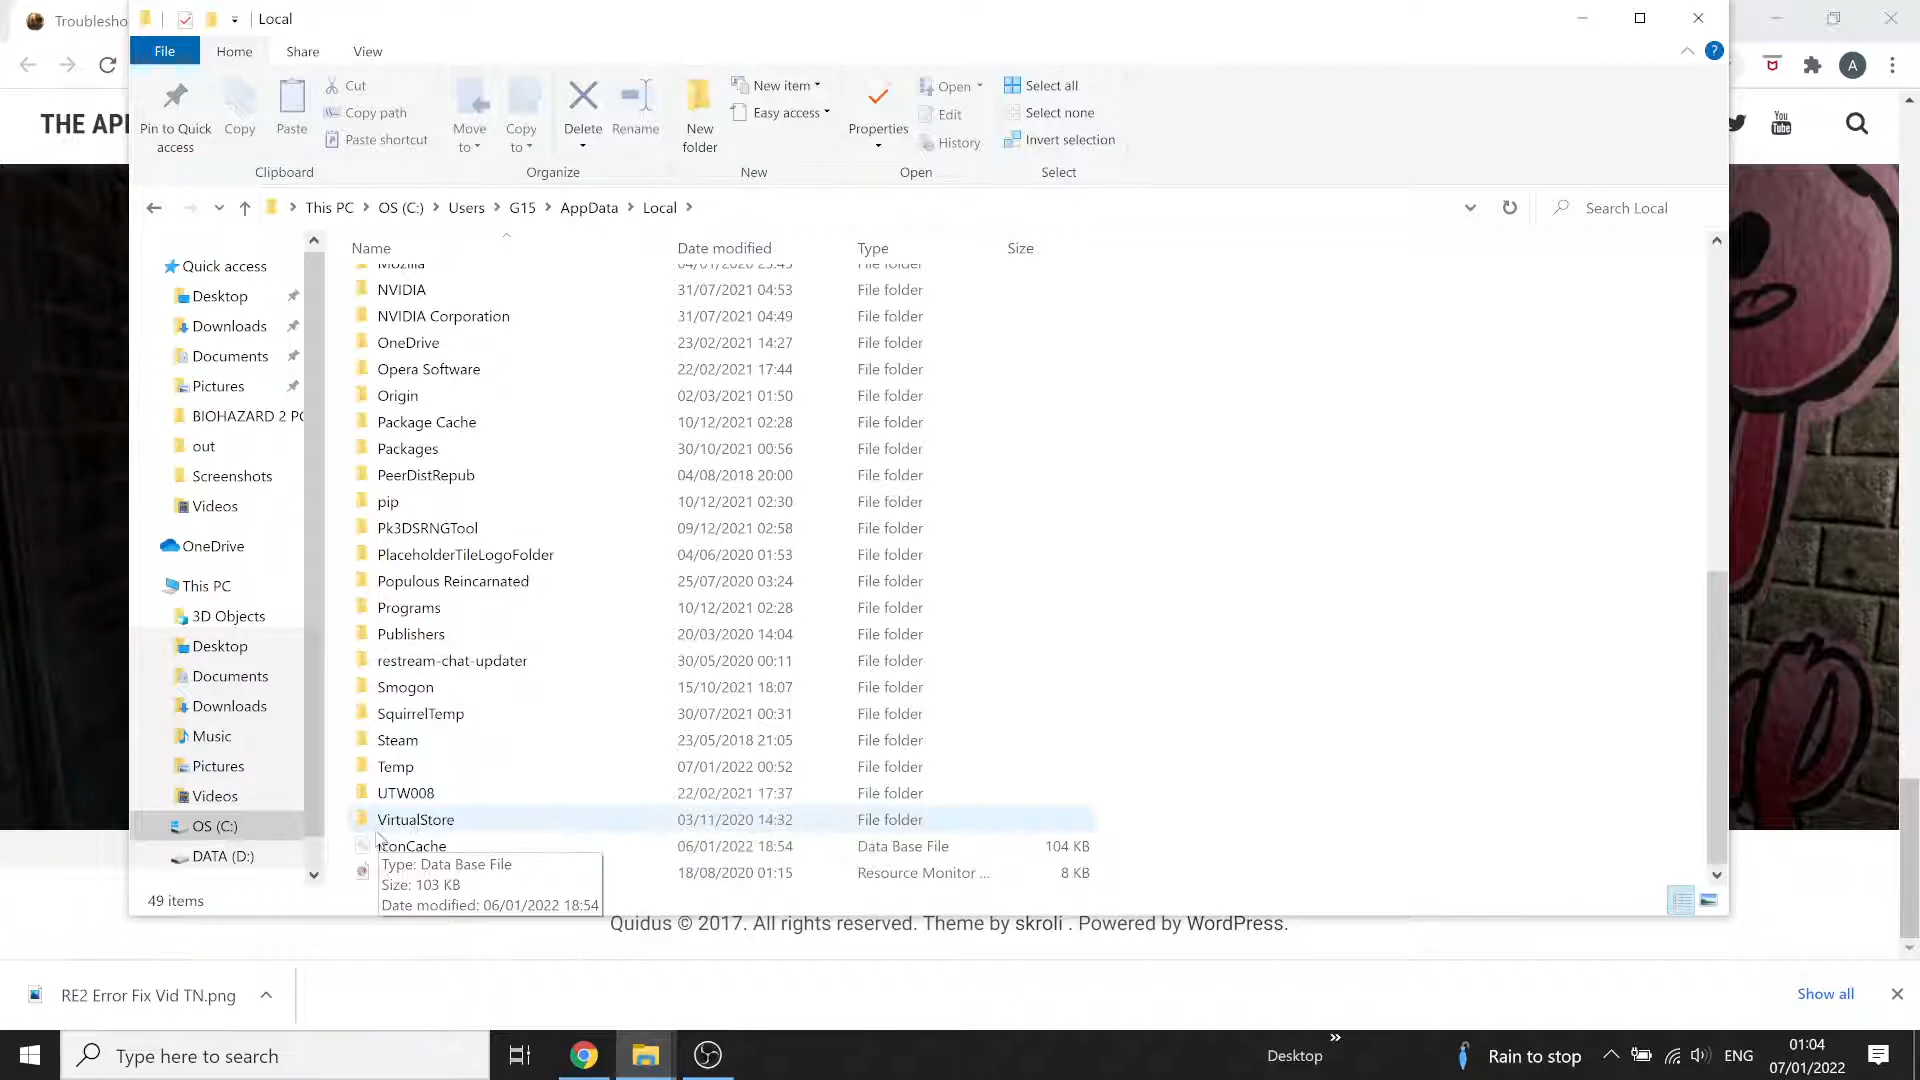 Troublesho
Local
File
Home
Share
View
Pin to Quick
access
Copy
Paste
Cut
Copy path
Paste shortcut
Move
to
Copy
to
Delete
Rename
New
folder
New item
Easy access
Properties
Open
Edit
History
Select all
Select none
Invert selection
Clipboard
Organize
New
Open
Select
A
THE AP
You
Tube
This PC
OS (C:)
Users
G15
AppData
Local
Search Local
Quick access
Desktop
Downloads
Documents
Pictures
BIOHAZARD 2 PC
out
Screenshots
Videos
OneDrive
This PC
3D Objects
Desktop
Documents
Downloads
Music
Pictures
Videos
OS (C:)
DATA (D:)
Name Date modified Type Size
Mozilla 04/01/2020 23:45 File folder
NVIDIA 31/07/2021 04:53 File folder
NVIDIA Corporation 31/07/2021 04:49 File folder
OneDrive 23/02/2021 14:27 File folder
Opera Software 22/02/2021 17:44 File folder
Origin 02/03/2021 01:50 File folder
Package Cache 10/12/2021 02:28 File folder
Packages 30/10/2021 00:56 File folder
PeerDistRepub 04/08/2018 20:00 File folder
pip 10/12/2021 02:30 File folder
Pk3DSRNGTool 09/12/2021 02:58 File folder
PlaceholderTileLogoFolder 04/06/2020 01:53 File folder
Populous Reincarnated 25/07/2020 03:24 File folder
Programs 10/12/2021 02:28 File folder
Publishers 20/03/2020 14:04 File folder
restream-chat-updater 30/05/2020 00:11 File folder
Smogon 15/10/2021 18:07 File folder
SquirrelTemp 30/07/2021 00:31 File folder
Steam 23/05/2018 21:05 File folder
Temp 07/01/2022 00:52 File folder
UTW008 22/02/2021 17:37 File folder
VirtualStore 03/11/2020 14:32 File folder
IconCache 06/01/2022 18:54 Data Base File 104 KB
18/08/2020 01:15 Resource Monitor ... 8 KB
Type: Data Base File
Size: 103 KB
Date modified: 06/01/2022 18:54
49 items
Quidus © 2017. All rights reserved. Theme by skroli . Powered by WordPress.
RE2 Error Fix Vid TN.png
Show all
Type here to search
Desktop
Rain to stop
ENG
01:04
07/01/2022